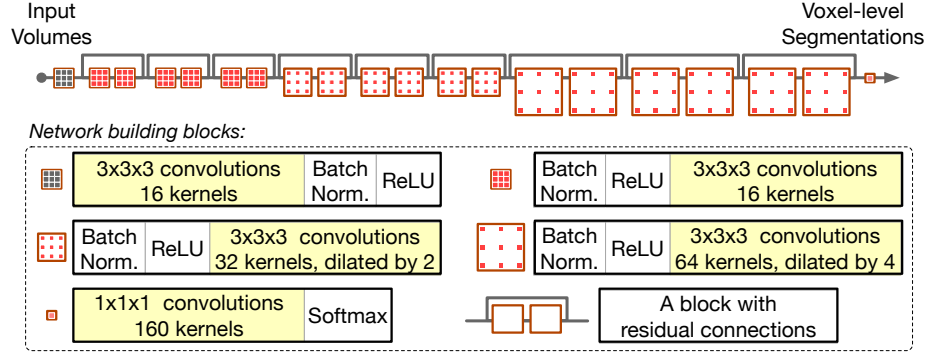 Input
Volumes
Voxel-level
Segmentations
Network building blocks:
3x3x3 convolutions
16 kernels
Batch
Norm.
ReLU
Batch
Norm.
ReLU
3x3x3 convolutions
16 kernels
Batch
Norm.
ReLU
3x3x3 convolutions
32 kernels, dilated by 2
Batch
Norm.
ReLU
3x3x3 convolutions
64 kernels, dilated by 4
1x1x1 convolutions
160 kernels
Softmax
A block with
residual connections